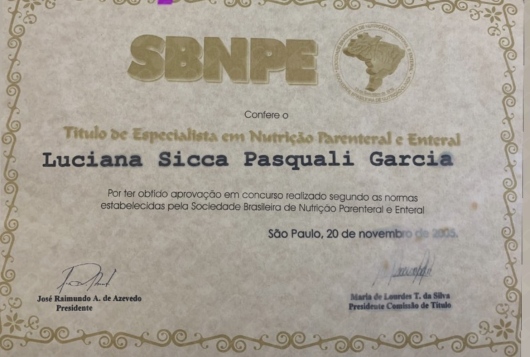 SBNPE
Confere o
Título de Especialista em Nutrição Parenteral e Enteral
Luciana Sicca Pasquali Garcia
Por ter obtido aprovação em concurso realizado segundo as normas
estabelecidas pela Sociedade Brasileira de Nutrição Parenteral e Enteral
São Paulo, 20 de novembro de 2005.
José Raimundo A. de Azevedo
Presidente
Maria de Lourdes T. da Silva
Presidente Comissão de Título